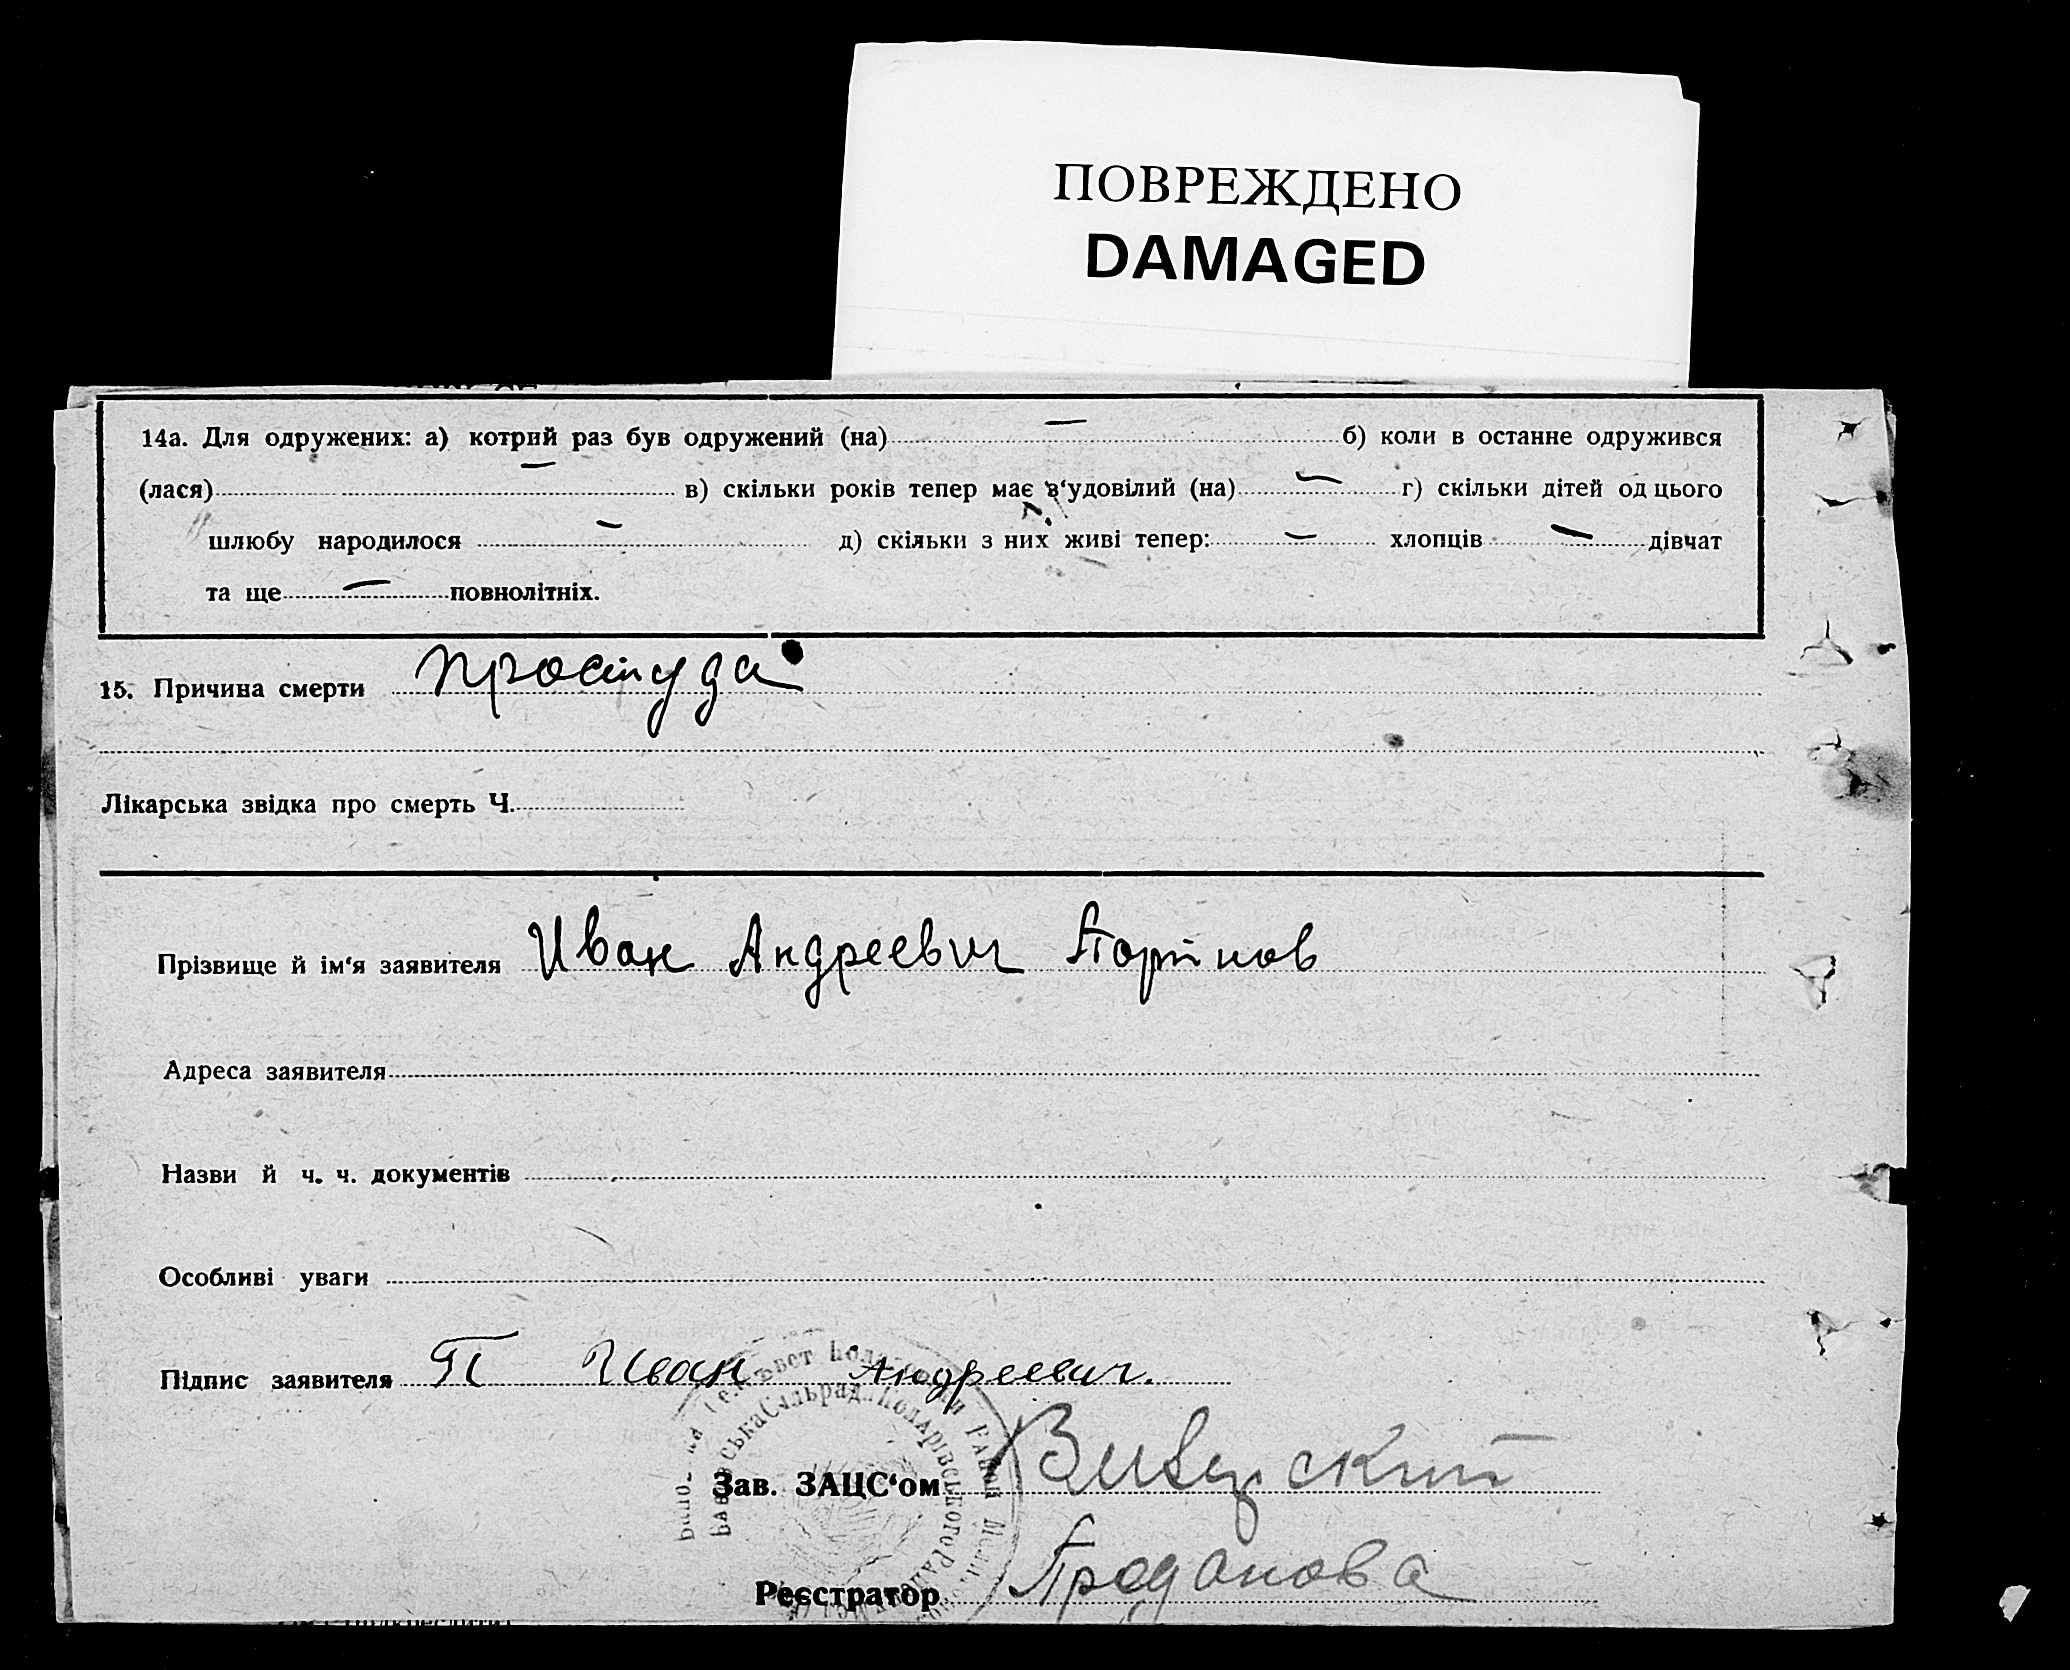 ПОВРЕЖДЕНО
DAMAGED
14а. Для одружених: а) котрий раз був одружений (на) — б) коли в останне одружився
(лася) — в) скільки років тепер має в‘удовілий (на) — г) скільки дітей од цього
шлюбу народилося — д) скільки з них живі тепер: — хлопців — дівчат
та ще — повнолітніх.
15. Причина смерти простуда
Лікарська звідка про смерть Ч.
Прізвище й ім‘я заявителя Иван Андреевич
Адреса заявителя
Назви й ч. ч. документів
Особливі уваги
Підпис заявителя П Иван Андреевич.
Зав. ЗАЦС‘ом
Реєстратор Проданова